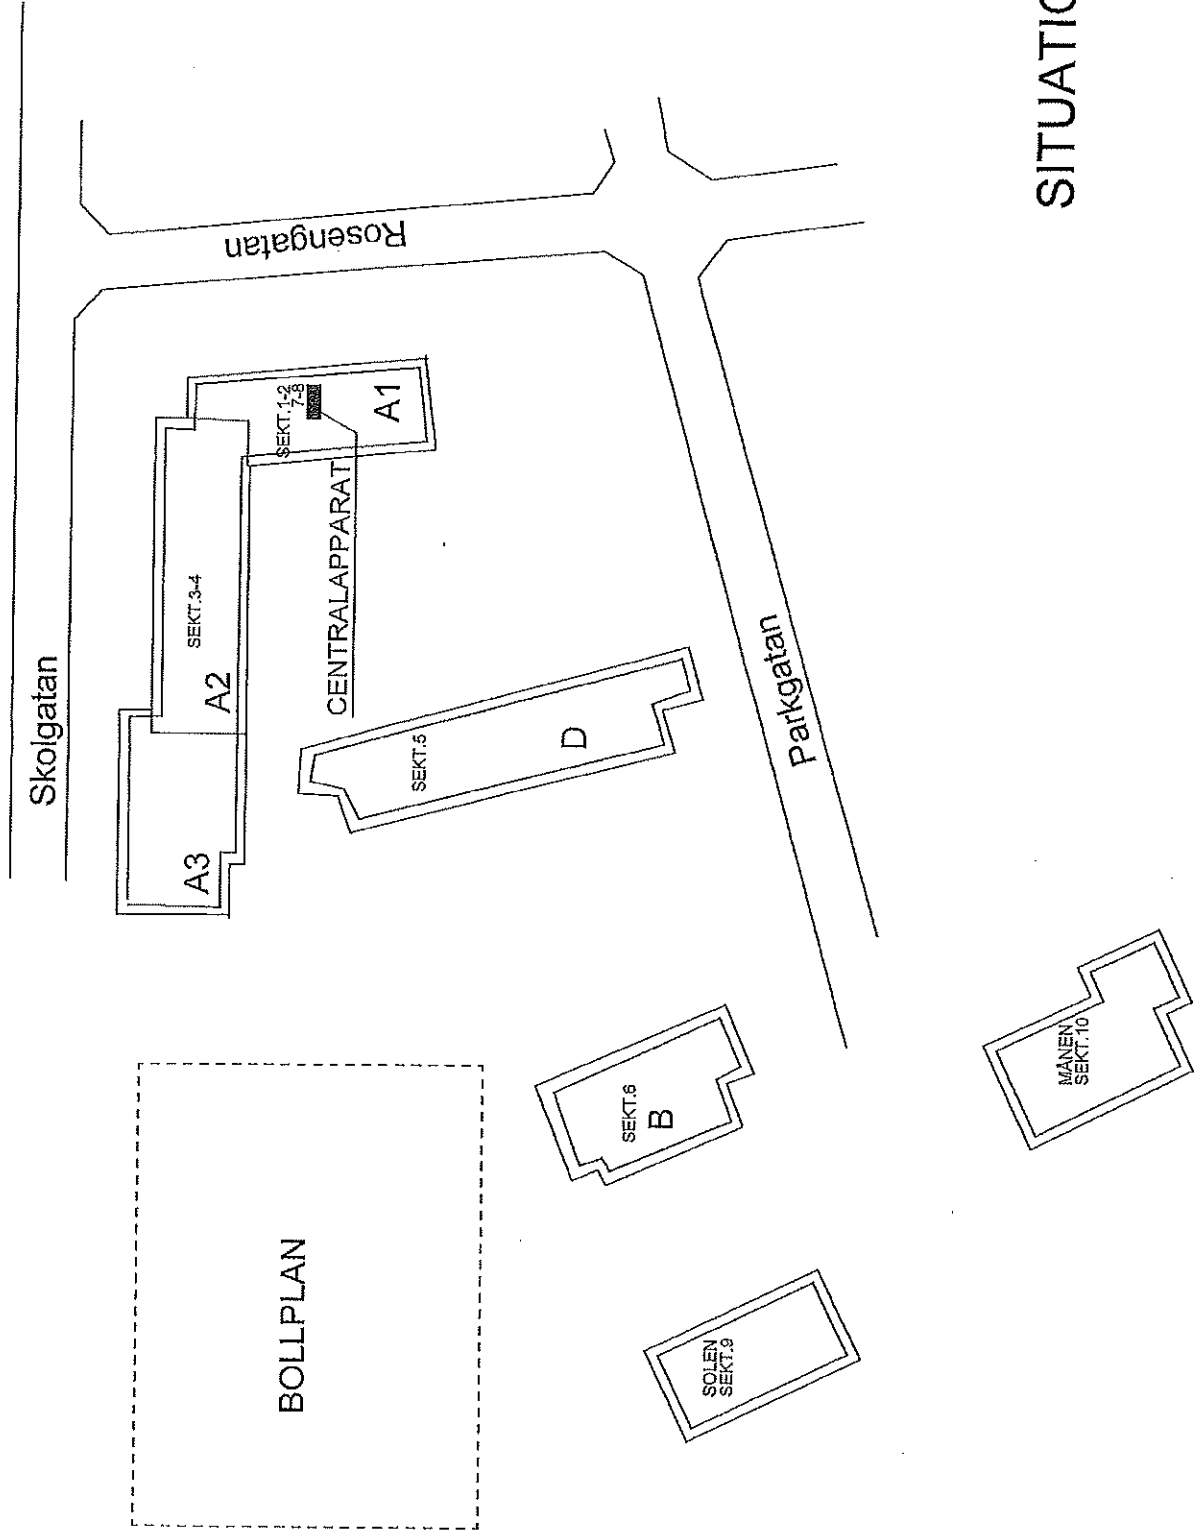 Skolgatan
A3
A2
SEKT.3-4
Rosengatan
SEKT.1-2
7-8
A1
CENTRALAPPARAT
BOLLPLAN
SEKT.5
D
SEKT.6
B
SOLEN
SEKT.9
Parkgatan
MÅNEN
SEKT.10
SITUATIO